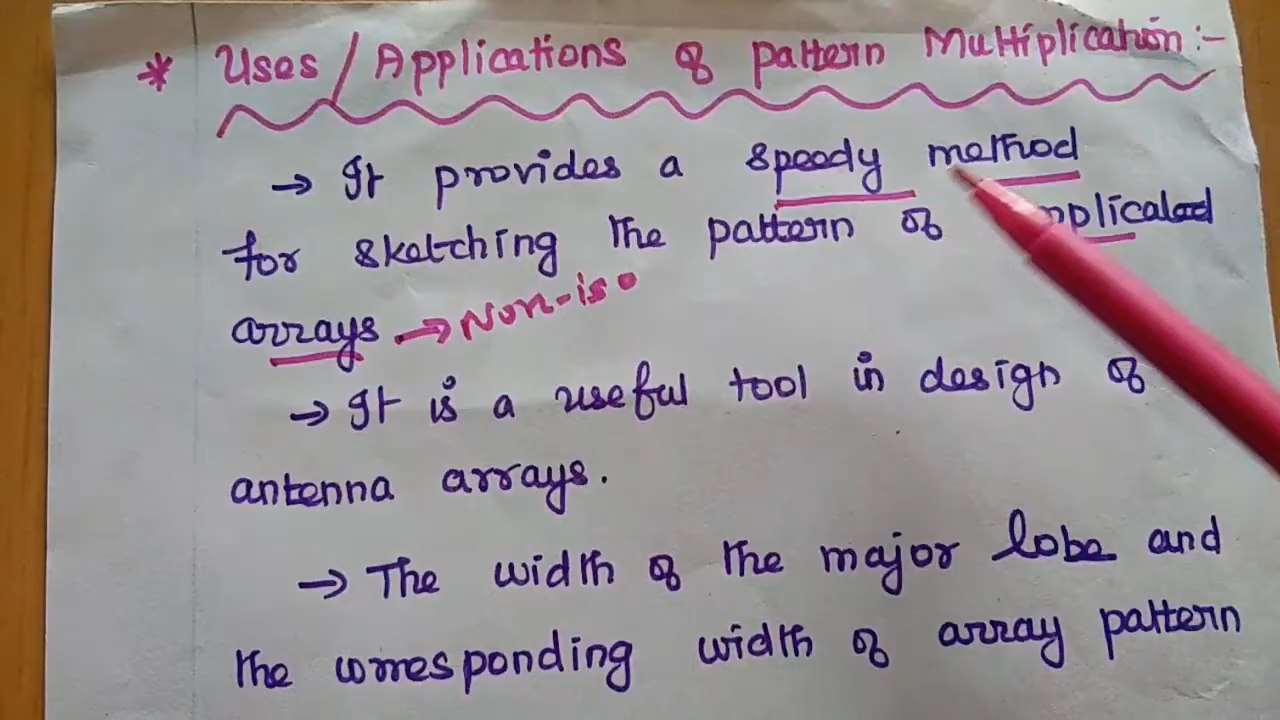 * Uses / Applications of pattern Multiplication:-
→ It provides a speedy method
for sketching the pattern of
arrays → Non-iso
→ It is a useful tool in design of
antenna arrays.
→ The width of the major lobe and
the corresponding width of array pattern